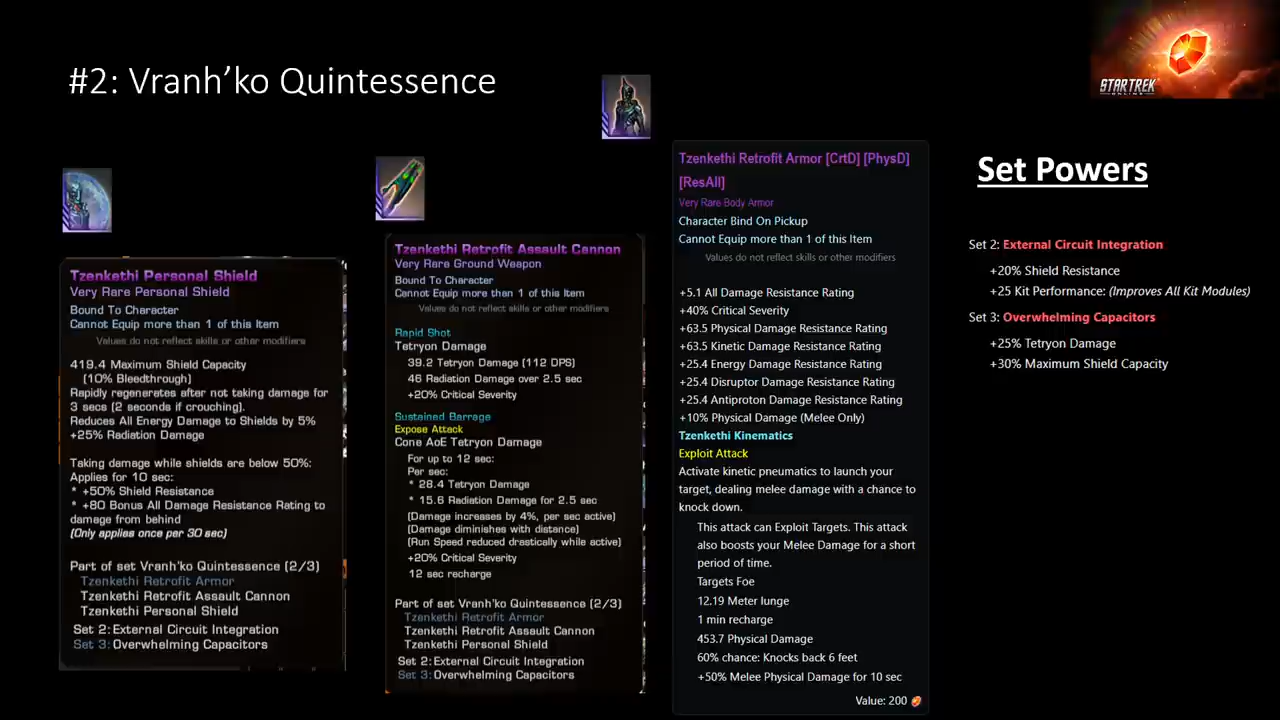 #2: Vranh’ko Quintessence
STAR TREK
ONLINE
Tzenkethi Personal Shield
Very Rare Personal Shield
Bound To Character
Cannot Equip more than 1 of this Item
Values do not reflect skills or other modifiers
419.4 Maximum Shield Capacity
(10% Bleedthrough)
Rapidly regenerates after not taking damage for
3 secs (2 seconds if crouching).
Reduces All Energy Damage to Shields by 5%
+25% Radiation Damage
Taking damage while shields are below 50%:
Applies for 10 sec:
* +50% Shield Resistance
* +80 Bonus All Damage Resistance Rating to
damage from behind
(Only applies once per 30 sec)
Part of set Vranh'ko Quintessence (2/3)
Tzenkethi Retrofit Armor
Tzenkethi Retrofit Assault Cannon
Tzenkethi Personal Shield
Set 2: External Circuit Integration
Set 3: Overwhelming Capacitors
Tzenkethi Retrofit Assault Cannon
Very Rare Ground Weapon
Bound To Character
Cannot Equip more than 1 of this Item
Values do not reflect skills or other modifiers
Rapid Shot
Tetryon Damage
39.2 Tetryon Damage (112 DPS)
46 Radiation Damage over 2.5 sec
+20% Critical Severity
Sustained Barrage
Expose Attack
Cone AoE Tetryon Damage
For up to 12 sec:
Per sec:
* 28.4 Tetryon Damage
* 15.6 Radiation Damage for 2.5 sec
(Damage increases by 4%, per sec active)
(Damage diminishes with distance)
(Run Speed reduced drastically while active)
+20% Critical Severity
12 sec recharge
Part of set Vranh'ko Quintessence (2/3)
Tzenkethi Retrofit Armor
Tzenkethi Retrofit Assault Cannon
Tzenkethi Personal Shield
Set 2: External Circuit Integration
Set 3: Overwhelming Capacitors
Tzenkethi Retrofit Armor [CrtD] [PhysD]
[ResAll]
Very Rare Body Armor
Character Bind On Pickup
Cannot Equip more than 1 of this Item
Values do not reflect skills or other modifiers
+5.1 All Damage Resistance Rating
+40% Critical Severity
+63.5 Physical Damage Resistance Rating
+63.5 Kinetic Damage Resistance Rating
+25.4 Energy Damage Resistance Rating
+25.4 Disruptor Damage Resistance Rating
+25.4 Antiproton Damage Resistance Rating
+10% Physical Damage (Melee Only)
Tzenkethi Kinematics
Exploit Attack
Activate kinetic pneumatics to launch your
target, dealing melee damage with a chance to
knock down.
This attack can Exploit Targets. This attack
also boosts your Melee Damage for a short
period of time.
Targets Foe
12.19 Meter lunge
1 min recharge
453.7 Physical Damage
60% chance: Knocks back 6 feet
+50% Melee Physical Damage for 10 sec
Value: 200
Set Powers
Set 2: External Circuit Integration
+20% Shield Resistance
+25 Kit Performance: (Improves All Kit Modules)
Set 3: Overwhelming Capacitors
+25% Tetryon Damage
+30% Maximum Shield Capacity